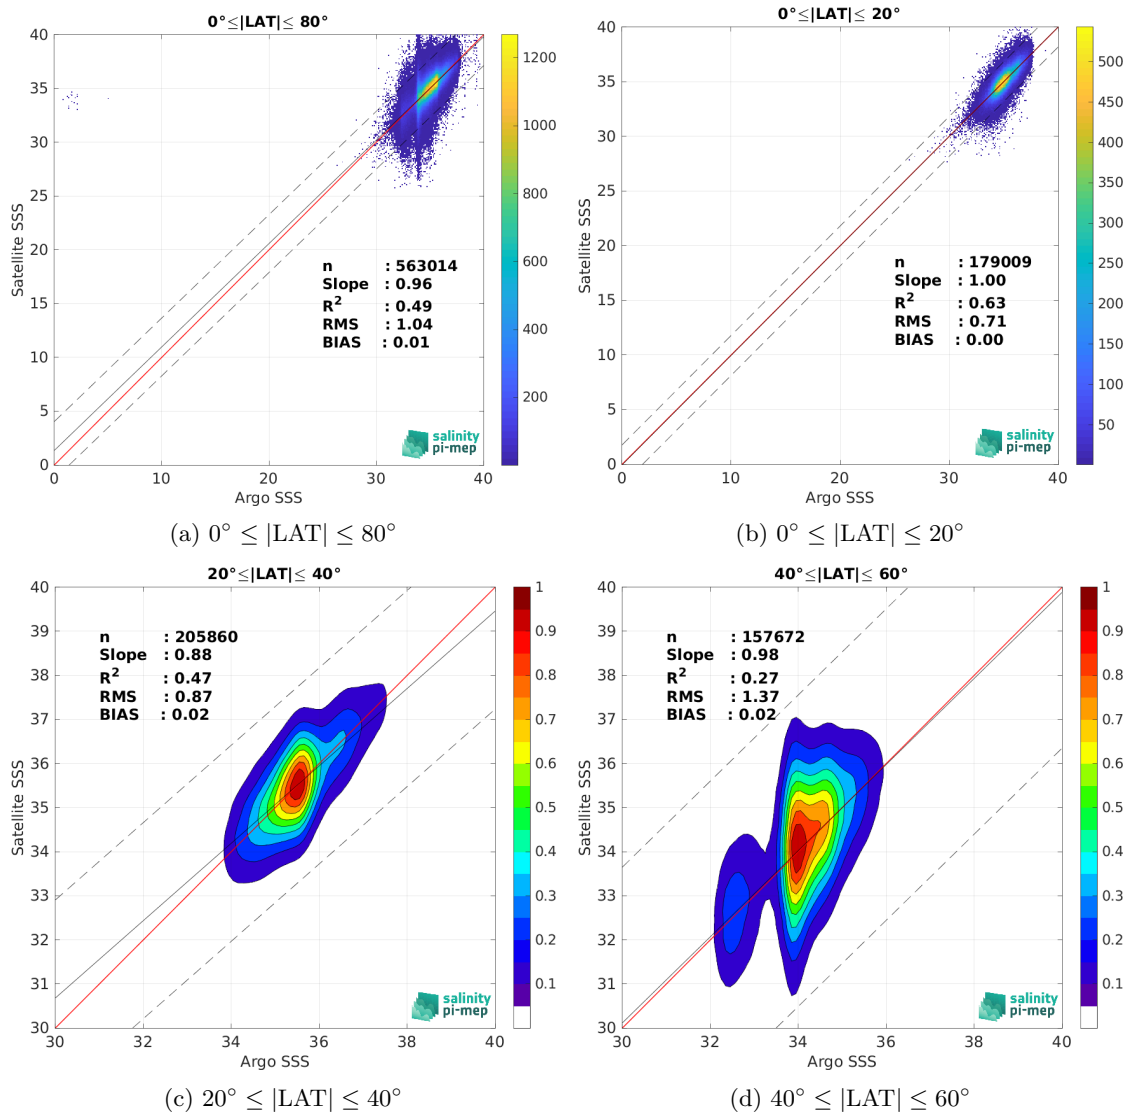 0°≤|LAT|≤ 80°
40
35
30
25
20
15
10
5
0
0
10
20
30
40
Satellite SSS
Argo SSS
n : 563014
Slope : 0.96
R² : 0.49
RMS : 1.04
BIAS : 0.01
salinity
pi-mep
1200
1000
800
600
400
200
(a) 0° ≤ |LAT| ≤ 80°
0°≤|LAT|≤ 20°
40
35
30
25
20
15
10
5
0
0
10
20
30
40
Satellite SSS
Argo SSS
n : 179009
Slope : 1.00
R² : 0.63
RMS : 0.71
BIAS : 0.00
salinity
pi-mep
500
450
400
350
300
250
200
150
100
50
(b) 0° ≤ |LAT| ≤ 20°
20°≤|LAT|≤ 40°
40
39
38
37
36
35
34
33
32
31
30
30
32
34
36
38
40
Satellite SSS
Argo SSS
n : 205860
Slope : 0.88
R² : 0.47
RMS : 0.87
BIAS : 0.02
salinity
pi-mep
1
0.9
0.8
0.7
0.6
0.5
0.4
0.3
0.2
0.1
(c) 20° ≤ |LAT| ≤ 40°
40°≤|LAT|≤ 60°
40
39
38
37
36
35
34
33
32
31
30
30
32
34
36
38
40
Satellite SSS
Argo SSS
n : 157672
Slope : 0.98
R² : 0.27
RMS : 1.37
BIAS : 0.02
salinity
pi-mep
1
0.9
0.8
0.7
0.6
0.5
0.4
0.3
0.2
0.1
(d) 40° ≤ |LAT| ≤ 60°